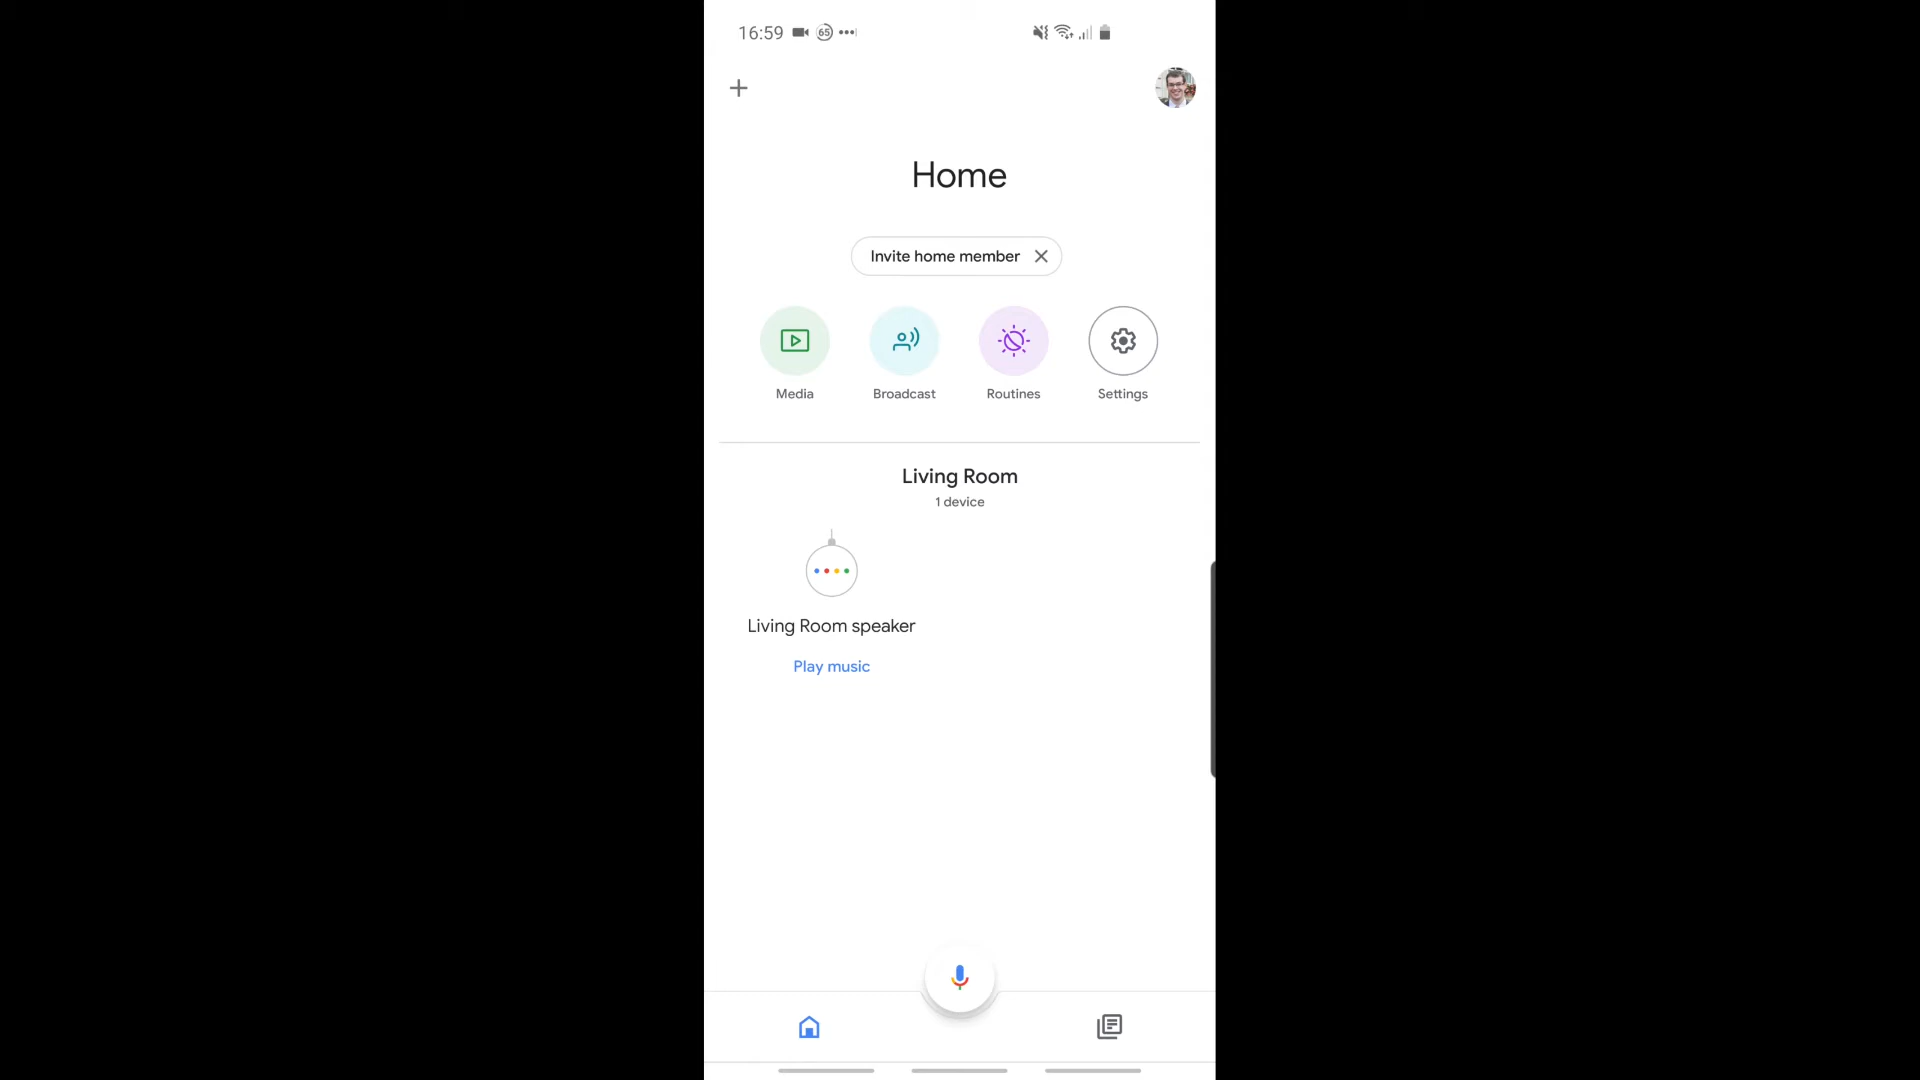 16:59 65
Home
Invite home member
Media Broadcast Routines Settings
Living Room
1 device
Living Room speaker
Play music